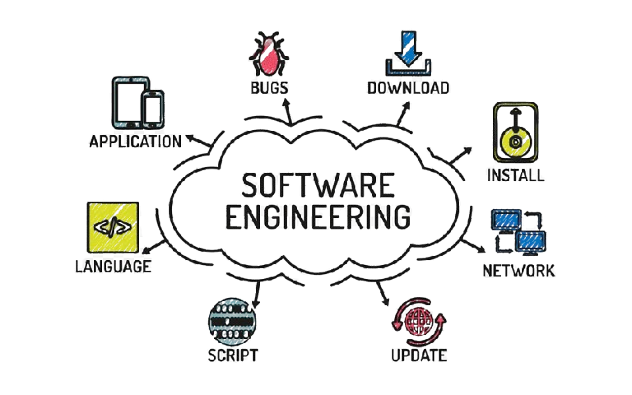 BUGS
DOWNLOAD
APPLICATION
INSTALL
SOFTWARE
ENGINEERING
</>
LANGUAGE
NETWORK
SCRIPT
UPDATE